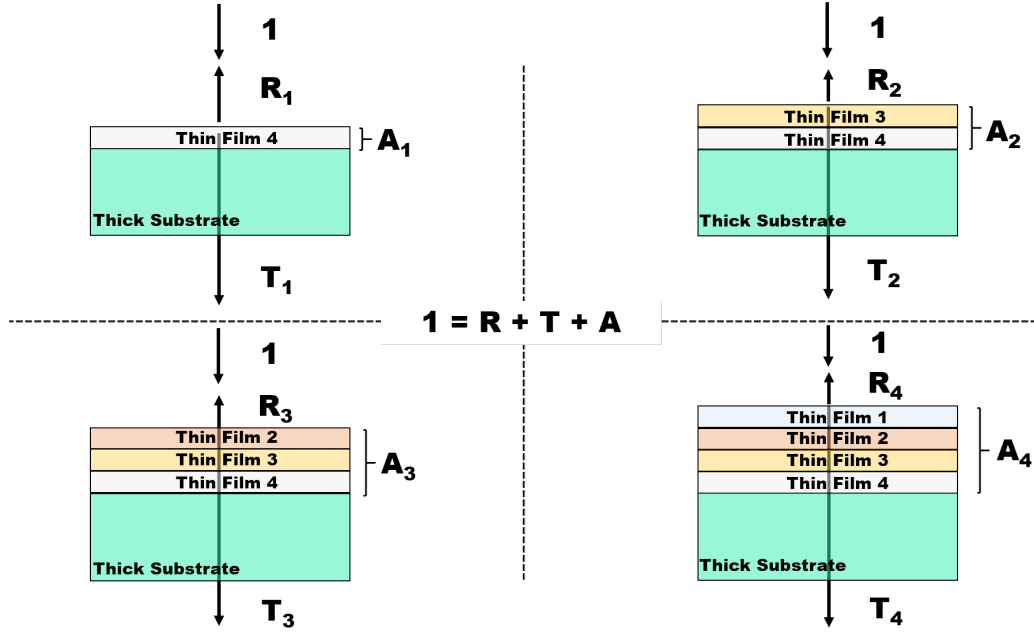 1
R₁
Thin Film 4
A₁
Thick Substrate
T₁
1
R₂
Thin Film 3
Thin Film 4
A₂
Thick Substrate
T₂
1 = R + T + A
1
R₃
Thin Film 2
Thin Film 3
Thin Film 4
A₃
Thick Substrate
T₃
1
R₄
Thin Film 1
Thin Film 2
Thin Film 3
Thin Film 4
A₄
Thick Substrate
T₄